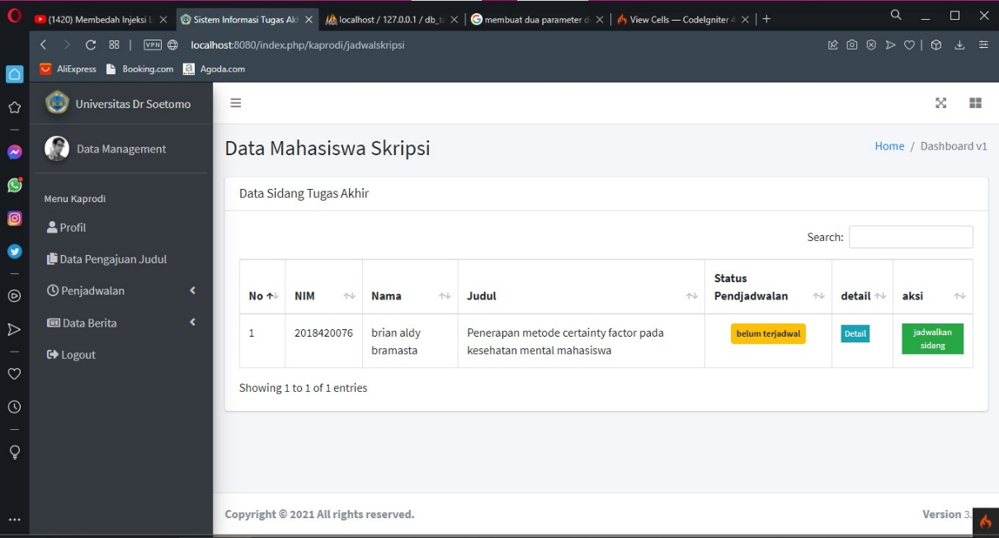 (1420) Membedah Injeksi L
Sistem Informasi Tugas Ak
localhost / 127.0.0.1 / db_t
membuat dua parameter d
View Cells — CodeIgniter 4
VPN
localhost:8080/index.php/kaprodi/jadwalskripsi
AliExpress
Booking.com
Agoda.com
Universitas Dr Soetomo
Data Management
Data Mahasiswa Skripsi
Home / Dashboard v1
Menu Kaprodi
Profil
Data Pengajuan Judul
Penjadwalan
Data Berita
Logout
Data Sidang Tugas Akhir
Search:
No NIM Nama Judul Status Pendjadwalan detail aksi
1 2018420076 brian aldy bramasta Penerapan metode certainty factor pada kesehatan mental mahasiswa belum terjadwal Detail jadwalkan sidang
Showing 1 to 1 of 1 entries
Copyright © 2021 All rights reserved.
Version 3.